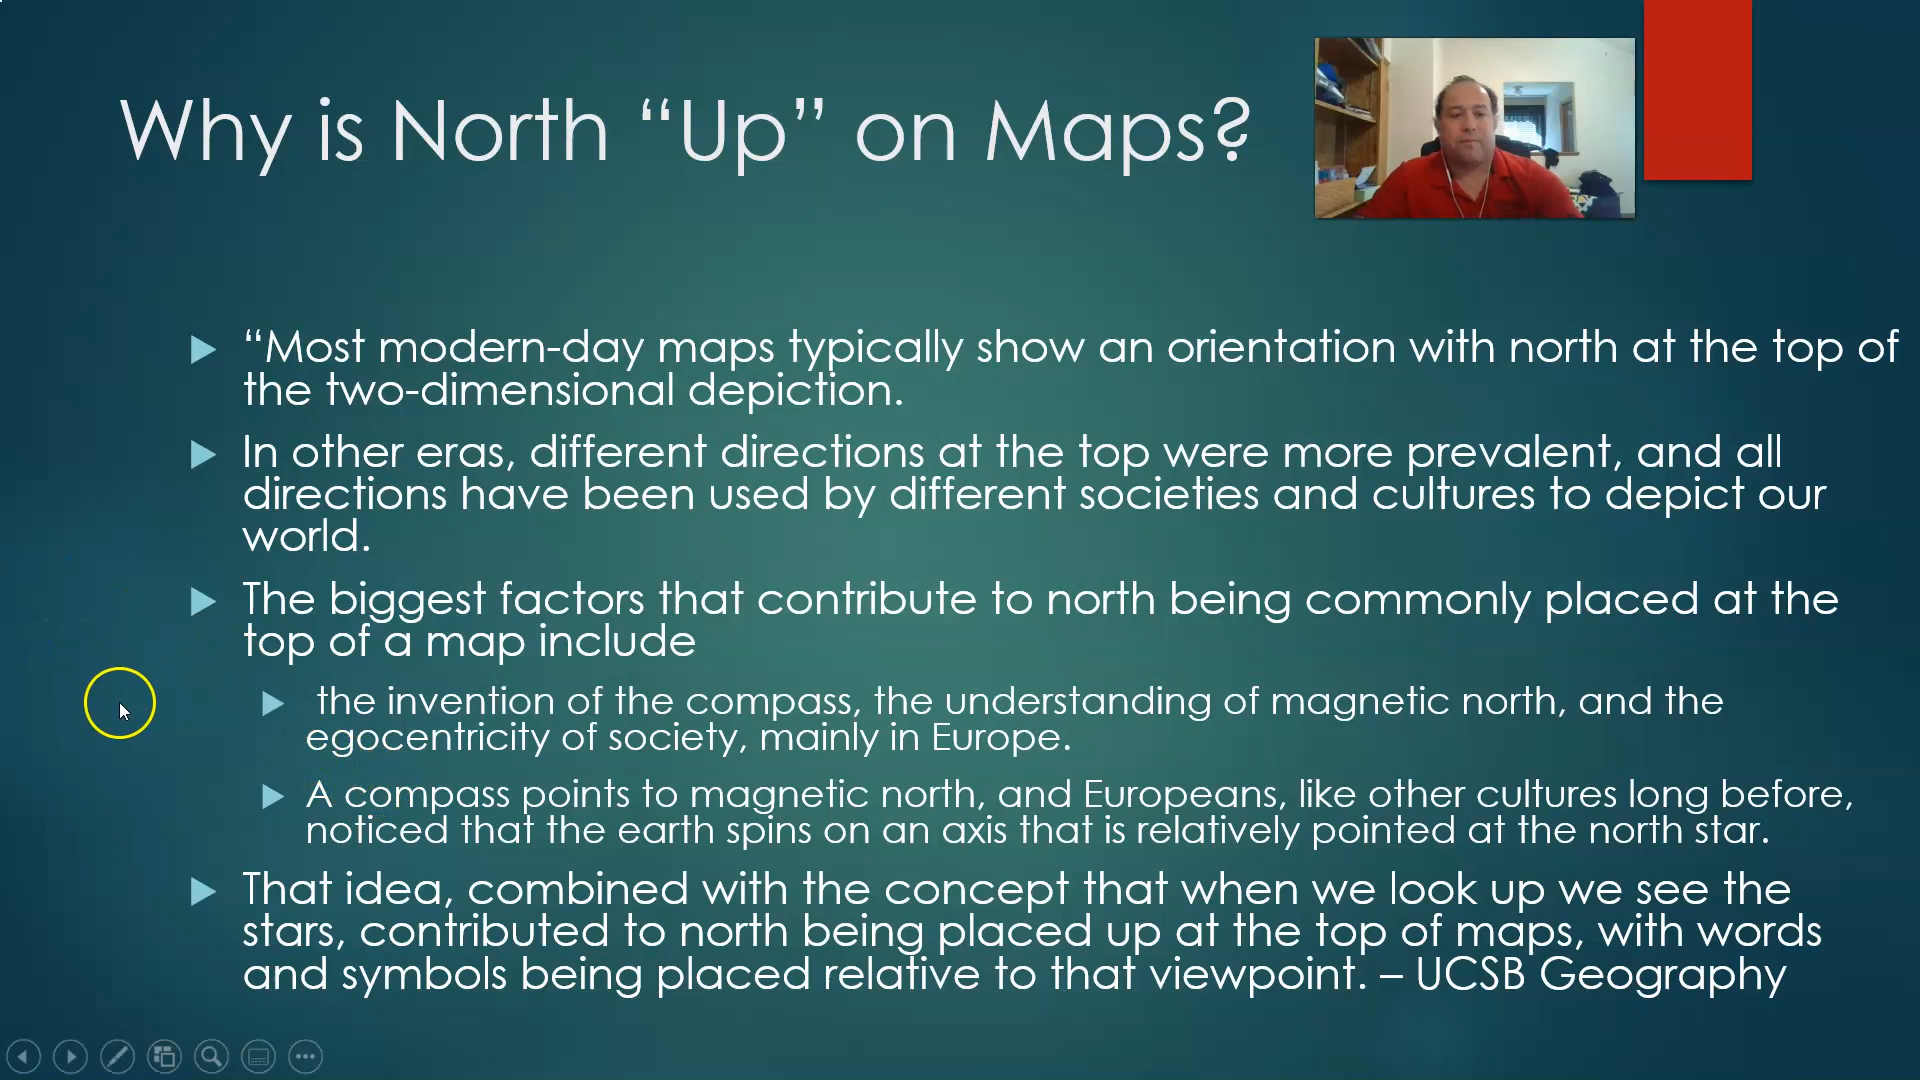 Why is North “Up” on Maps?
“Most modern-day maps typically show an orientation with north at the top of
the two-dimensional depiction.
In other eras, different directions at the top were more prevalent, and all
directions have been used by different societies and cultures to depict our
world.
The biggest factors that contribute to north being commonly placed at the
top of a map include
the invention of the compass, the understanding of magnetic north, and the
egocentricity of society, mainly in Europe.
A compass points to magnetic north, and Europeans, like other cultures long before,
noticed that the earth spins on an axis that is relatively pointed at the north star.
That idea, combined with the concept that when we look up we see the
stars, contributed to north being placed up at the top of maps, with words
and symbols being placed relative to that viewpoint. – UCSB Geography